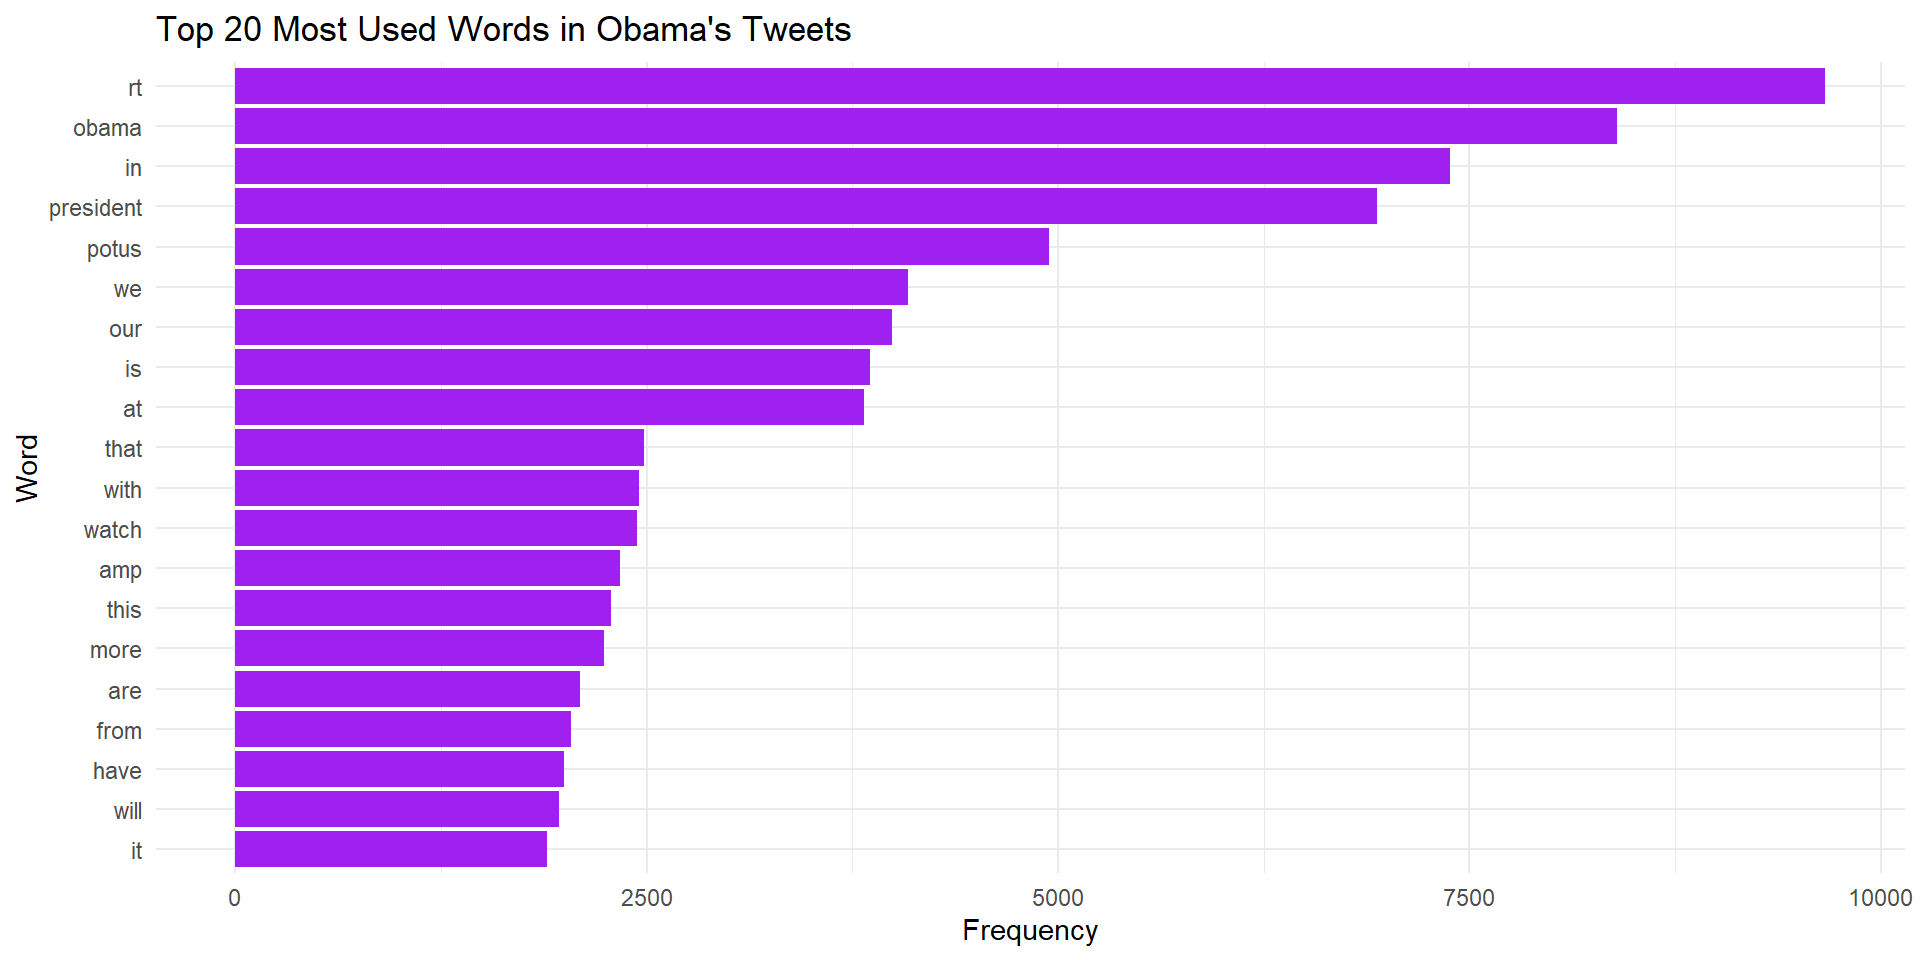 Top 20 Most Used Words in Obama's Tweets
rt
obama
in
president
potus
we
our
is
at
that
with
watch
amp
this
more
are
from
have
will
it
Word
0 2500 5000 7500 10000
Frequency